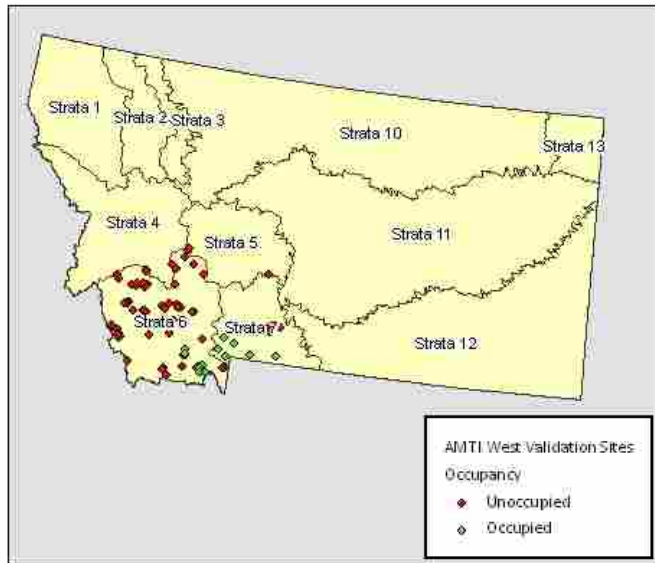 Strata 1
Strata 2
Strata 3
Strata 10
Strata 13
Strata 4
Strata 5
Strata 11
Strata 6
Strata 7
Strata 12
AMTI West Validation Sites
Occupancy
Unoccupied
Occupied